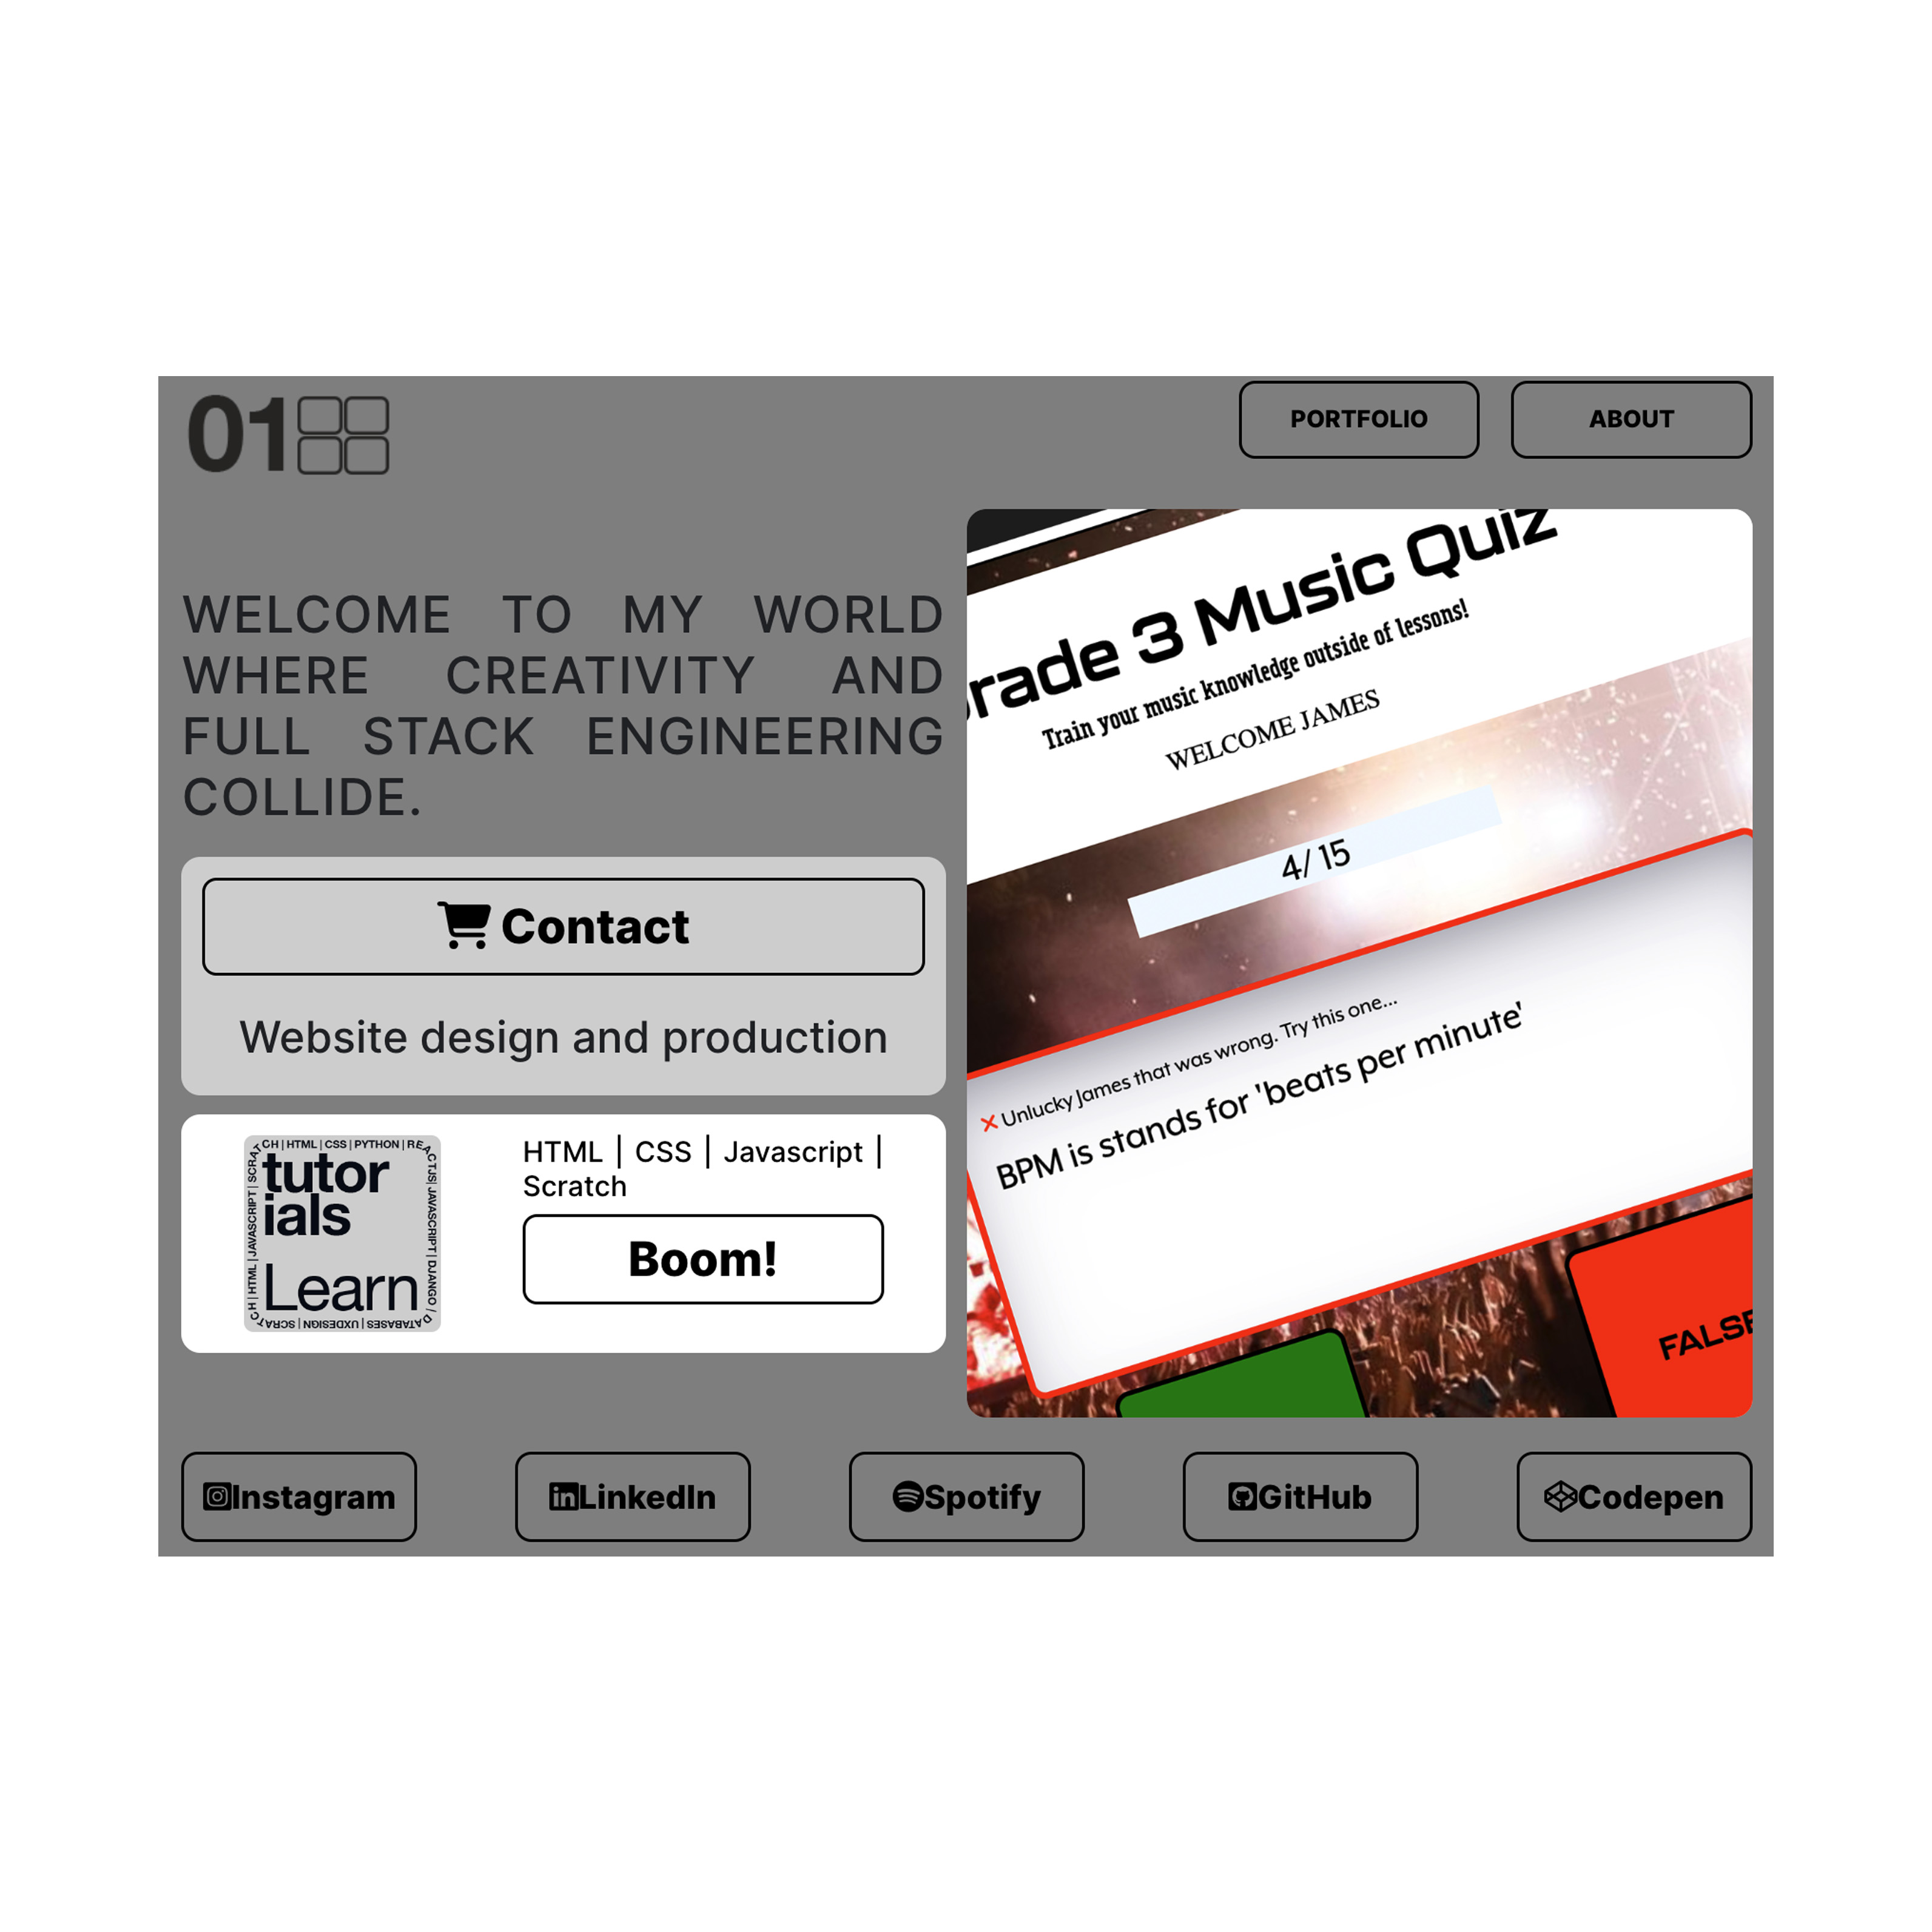 01
PORTFOLIO
ABOUT
WELCOME TO MY WORLD
WHERE CREATIVITY AND
FULL STACK ENGINEERING
COLLIDE.
Contact
Website design and production
CH | HTML | CSS | PYTHON | REACTJS | JAVASCRIPT | DJANGO / DATABASES | UXDESIGN | SCRATCH | HTML | JAVASCRIPT | SCRAT
tutor
ials
Learn
HTML | CSS | Javascript |
Scratch
Boom!
rade 3 Music Quiz
Train your music knowledge outside of lessons!
WELCOME JAMES
4/ 15
✕ Unlucky James that was wrong. Try this one...
BPM is stands for 'beats per minute'
FALSE
Instagram
LinkedIn
Spotify
GitHub
Codepen